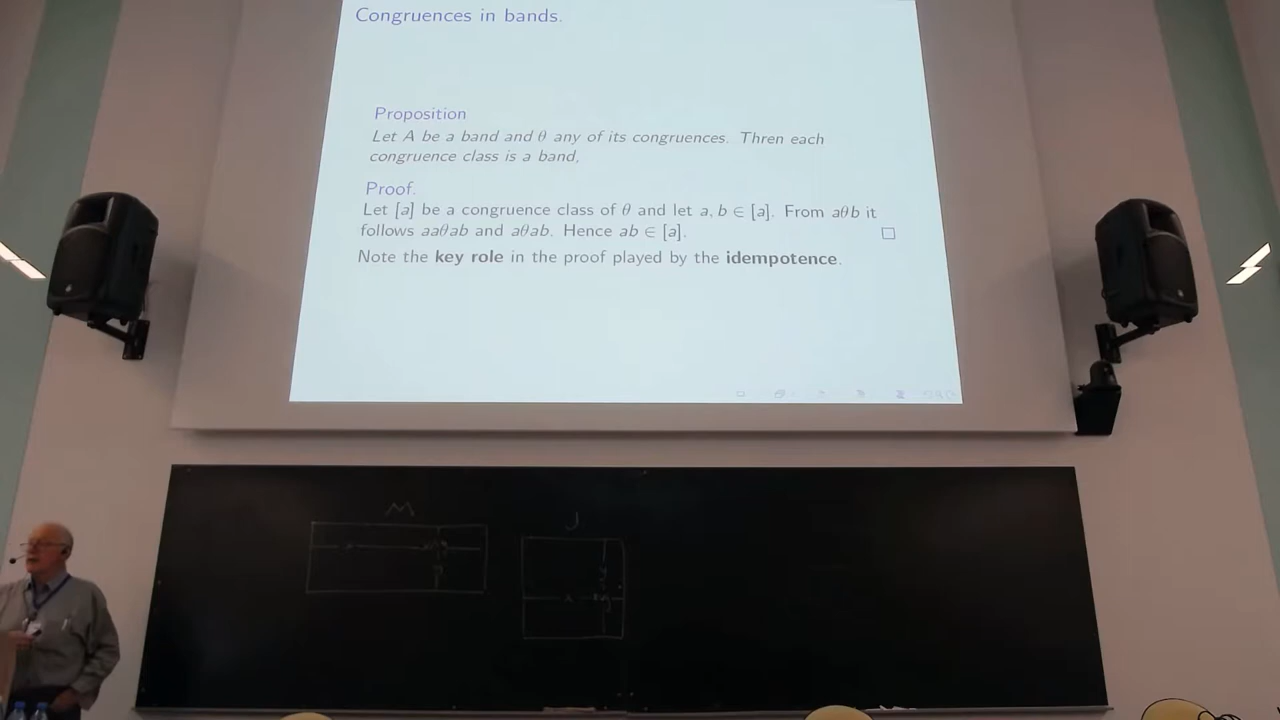 Congruences in bands.
Proposition
Let A be a band and θ any of its congruences. Thren each
congruence class is a band,
Proof.
Let [a] be a congruence class of θ and let a, b ∈ [a]. From aθb it
follows aaθab and aθab. Hence ab ∈ [a]. □
Note the key role in the proof played by the idempotence.
M
J
x
y
x
y